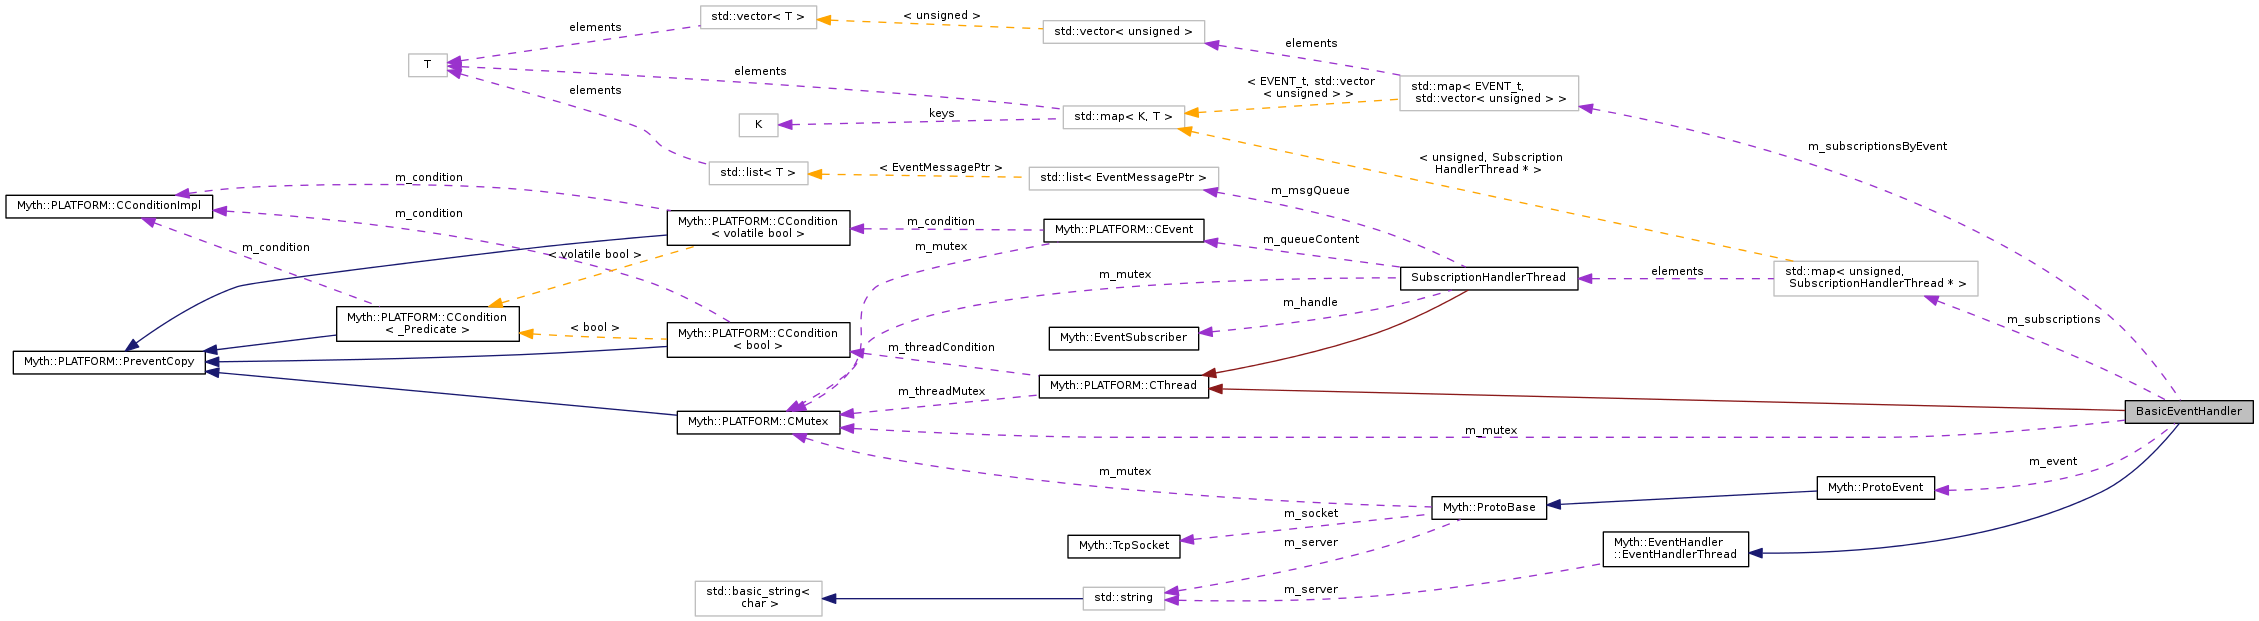 std::vector< T >
< unsigned >
std::vector< unsigned >
elements
elements
T
elements
elements
< EVENT_t, std::vector
< unsigned > >
std::map< EVENT_t,
std::vector< unsigned > >
keys
K
std::map< K, T >
m_subscriptionsByEvent
std::list< T >
< EventMessagePtr >
std::list< EventMessagePtr >
< unsigned, Subscription
HandlerThread * >
m_condition
m_msgQueue
Myth::PLATFORM::CConditionImpl
m_condition
Myth::PLATFORM::CCondition
< volatile bool >
m_condition
Myth::PLATFORM::CEvent
m_queueContent
m_condition
< volatile bool >
m_mutex
m_mutex
SubscriptionHandlerThread
elements
std::map< unsigned,
SubscriptionHandlerThread * >
m_handle
Myth::PLATFORM::CCondition
< _Predicate >
< bool >
Myth::PLATFORM::CCondition
< bool >
Myth::EventSubscriber
m_subscriptions
m_threadCondition
Myth::PLATFORM::PreventCopy
m_threadMutex
Myth::PLATFORM::CThread
Myth::PLATFORM::CMutex
m_mutex
BasicEventHandler
m_mutex
m_event
Myth::ProtoEvent
Myth::ProtoBase
m_socket
Myth::TcpSocket
m_server
Myth::EventHandler
::EventHandlerThread
std::basic_string<
char >
std::string
m_server